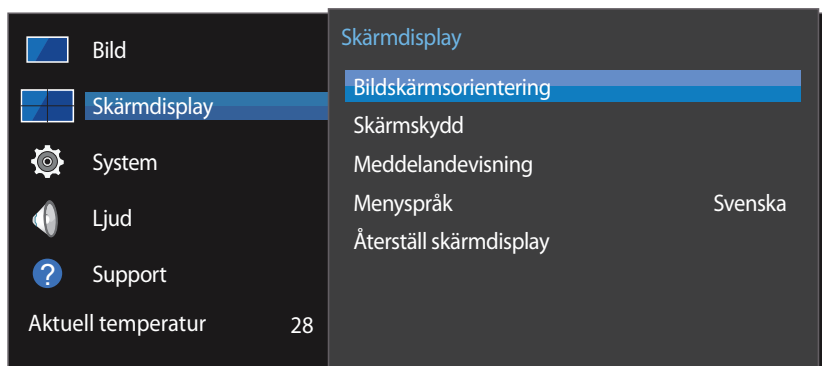 Bild
Skärmdisplay
System
Ljud
? Support
Aktuell temperatur 28
Skärmdisplay
Bildskärmsorientering
Skärmskydd
Meddelandevisning
Menyspråk Svenska
Återställ skärmdisplay